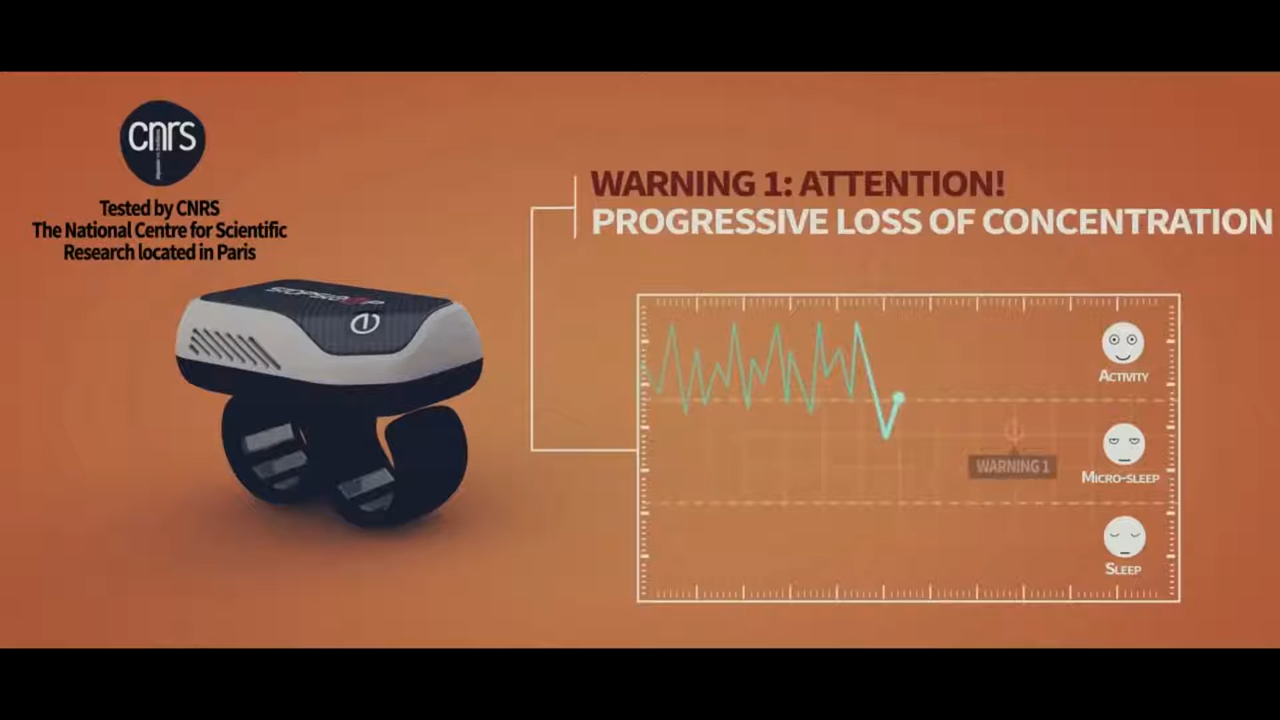 cnrs
Tested by CNRS
The National Centre for Scientific
Research located in Paris
WARNING 1: ATTENTION!
PROGRESSIVE LOSS OF CONCENTRATION
STOPSLEEP
ACTIVITY
WARNING 1
MICRO-SLEEP
SLEEP